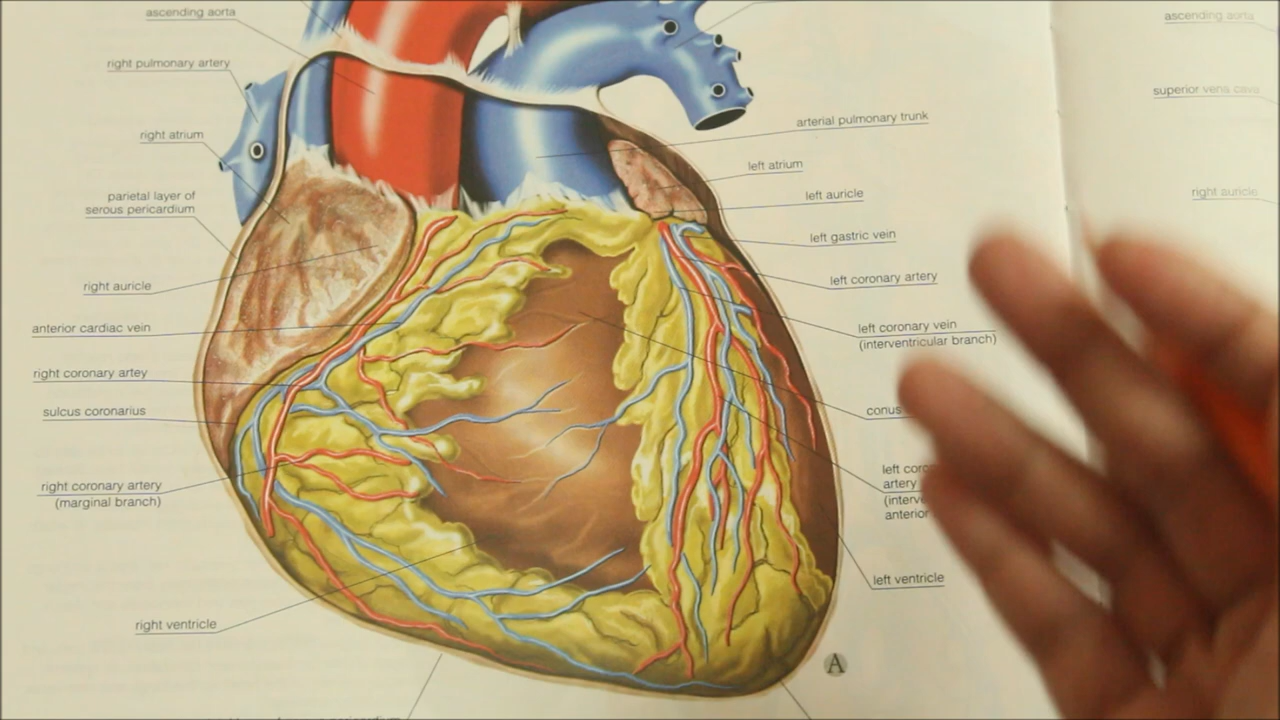 ascending aorta
right pulmonary artery
right atrium
parietal layer of
serous pericardium
right auricle
anterior cardiac vein
right coronary artey
sulcus coronarius
right coronary artery
(marginal branch)
right ventricle
arterial pulmonary trunk
left atrium
left auricle
left gastric vein
left coronary artery
left coronary vein
(interventricular branch)
conus
left
artery
anterior
left ventricle
A
ascending aorta
superior vena cava
right auricle